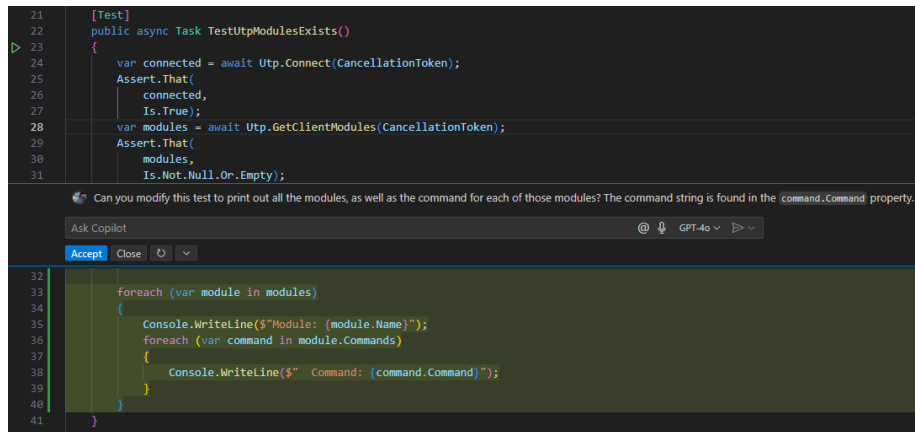 21 [Test]
22 public async Task TestUtpModulesExists()
23 {
24 var connected = await Utp.Connect(CancellationToken);
25 Assert.That(
26 connected,
27 Is.True);
28 var modules = await Utp.GetClientModules(CancellationToken);
29 Assert.That(
30 modules,
31 Is.Not.Null.Or.Empty);
Can you modify this test to print out all the modules, as well as the command for each of those modules? The command string is found in the command.Command property.
Ask Copilot @ GPT-4o
Accept Close
32
33 foreach (var module in modules)
34 {
35 Console.WriteLine($"Module: {module.Name}");
36 foreach (var command in module.Commands)
37 {
38 Console.WriteLine($"  Command: {command.Command}");
39 }
40 }
41 }